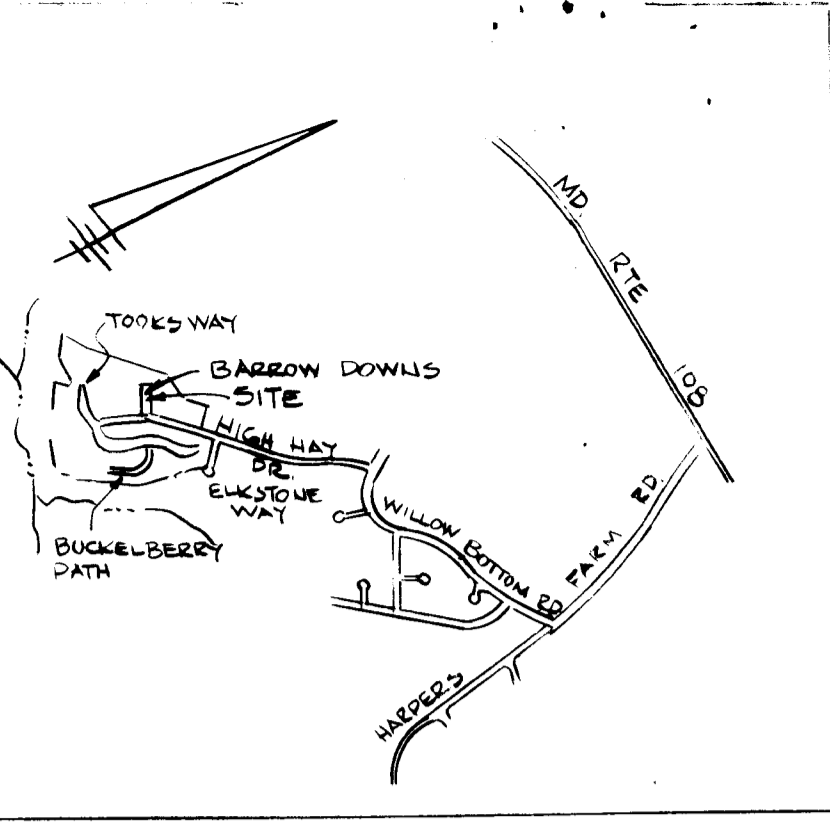 MD. RTE 108
TOOKS WAY
BARROW DOWNS
SITE
HIGH HAY
DR.
ELKSTONE
WAY
WILLOW BOTTOM RD.
BUCKELBERRY
PATH
HARPERS FARM RD.